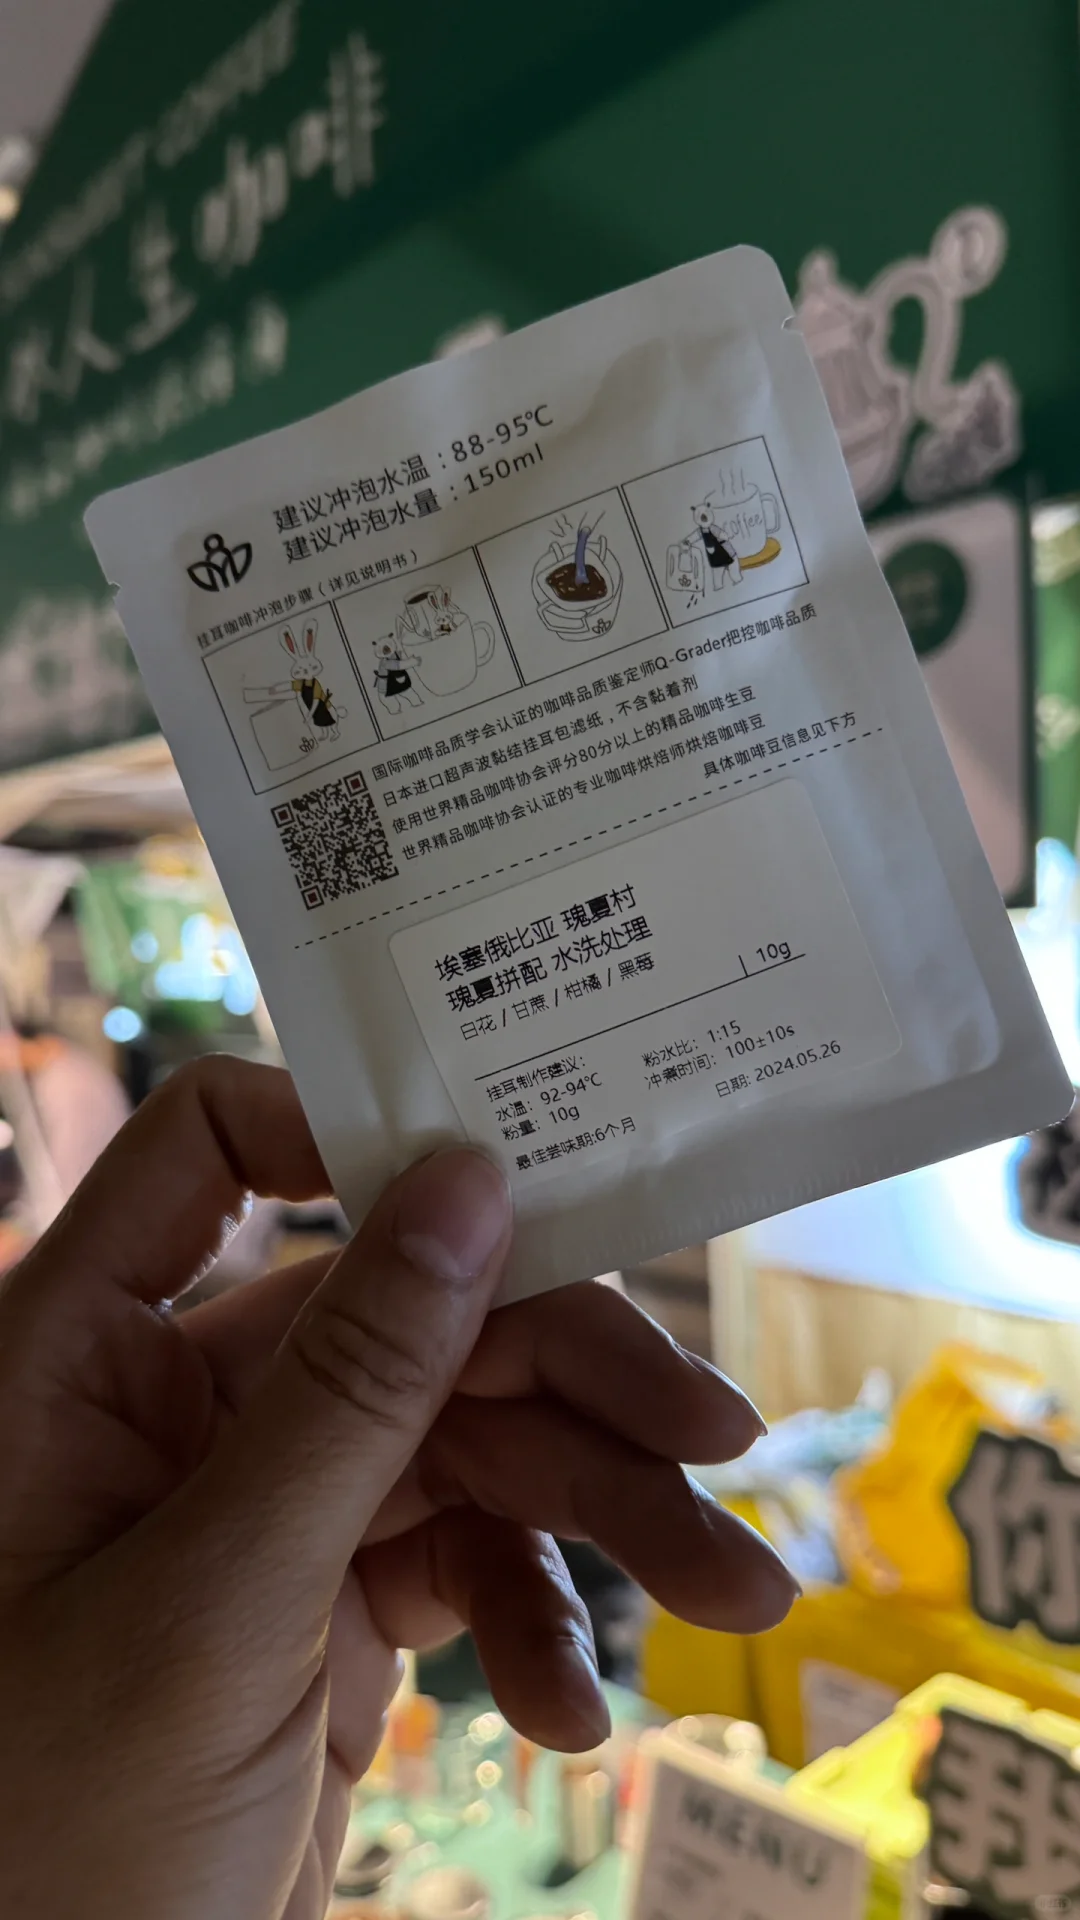 人生咖啡
建议冲泡水温：88-95℃
建议冲泡水量：150ml
挂耳咖啡冲泡步骤（详见说明书）
coffee
国际咖啡品质学会认证的咖啡品质鉴定师Q-Grader把控咖啡品质
日本进口超声波黏结挂耳包滤纸，不含黏着剂
使用世界精品咖啡协会评分80分以上的精品咖啡生豆
世界精品咖啡协会认证的专业咖啡烘焙师烘焙咖啡豆
具体咖啡豆信息见下方
埃塞俄比亚 瑰夏村
瑰夏拼配 水洗处理
白花 / 甘蔗 / 柑橘 / 黑莓
| 10g
挂耳制作建议：
水温：92-94℃
粉量：10g
粉水比：1:15
冲煮时间：100±10s
最佳尝味期:6个月
日期: 2024.05.26
你
我
MENU